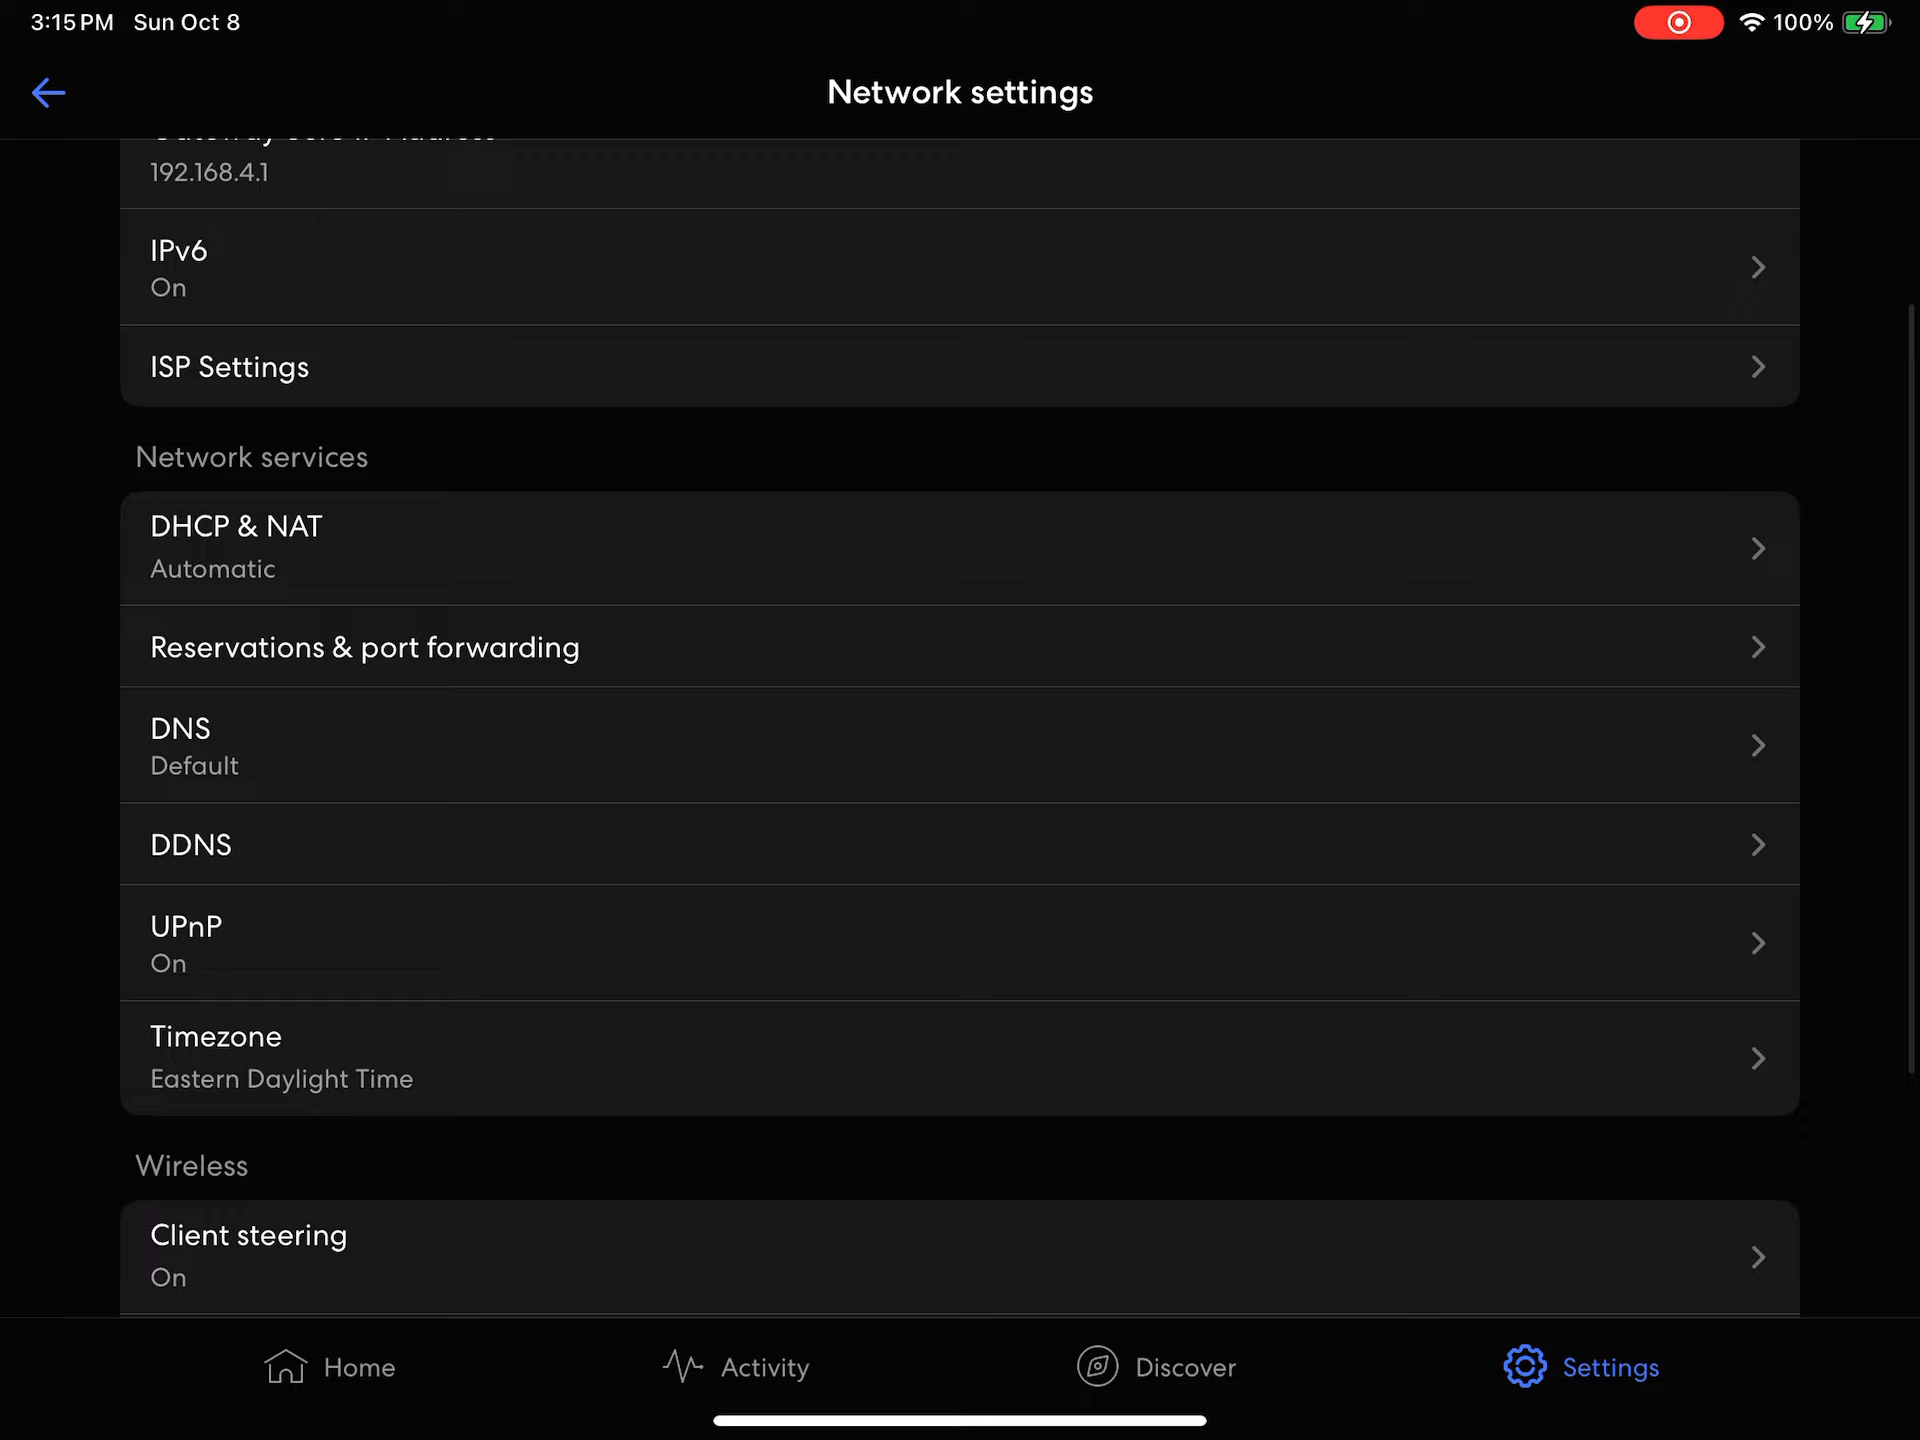 3:15 PM Sun Oct 8
100%
Network settings
192.168.4.1
IPv6
On
ISP Settings
Network services
DHCP & NAT
Automatic
Reservations & port forwarding
DNS
Default
DDNS
UPnP
On
Timezone
Eastern Daylight Time
Wireless
Client steering
On
Home
Activity
Discover
Settings